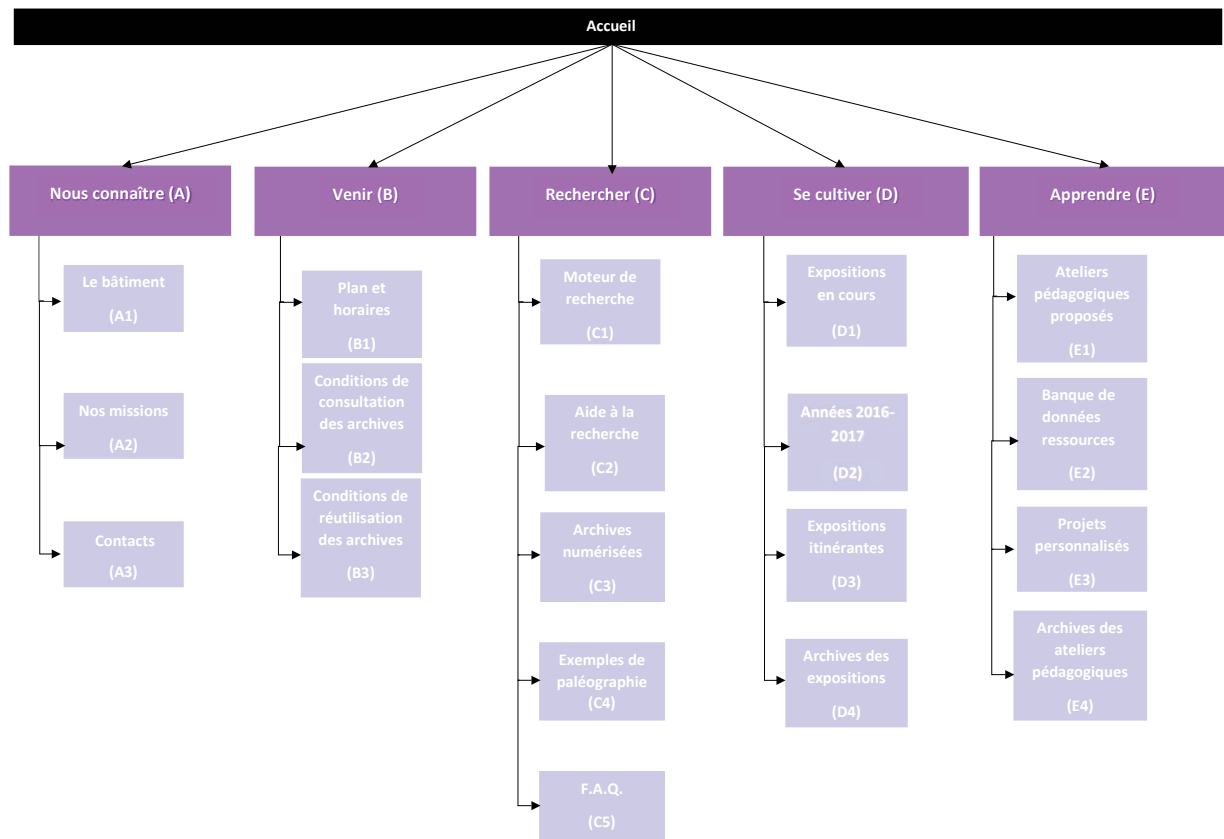 Accueil
Nous connaître (A)
Le bâtiment
(A1)
Nos missions
(A2)
Contacts
(A3)
Venir (B)
Plan et
horaires
(B1)
Conditions de
consultation
des archives
(B2)
Conditions de
réutilisation
des archives
(B3)
Rechercher (C)
Moteur de
recherche
(C1)
Aide à la
recherche
(C2)
Archives
numérisées
(C3)
Exemples de
paléographie
(C4)
F.A.Q.
(C5)
Se cultiver (D)
Expositions
en cours
(D1)
Années 2016-
2017
(D2)
Expositions
itinérantes
(D3)
Archives des
expositions
(D4)
Apprendre (E)
Ateliers
pédagogiques
proposés
(E1)
Banque de
données
ressources
(E2)
Projets
personnalisés
(E3)
Archives des
ateliers
pédagogiques
(E4)